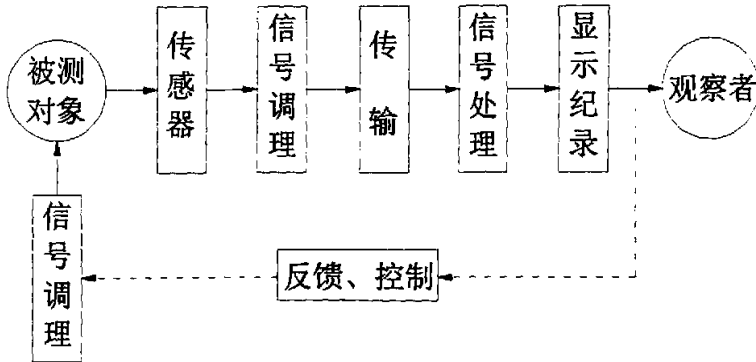 被测
对象
传感器
信号调理
传输
信号处理
显示纪录
观察者
信号调理
反馈、控制